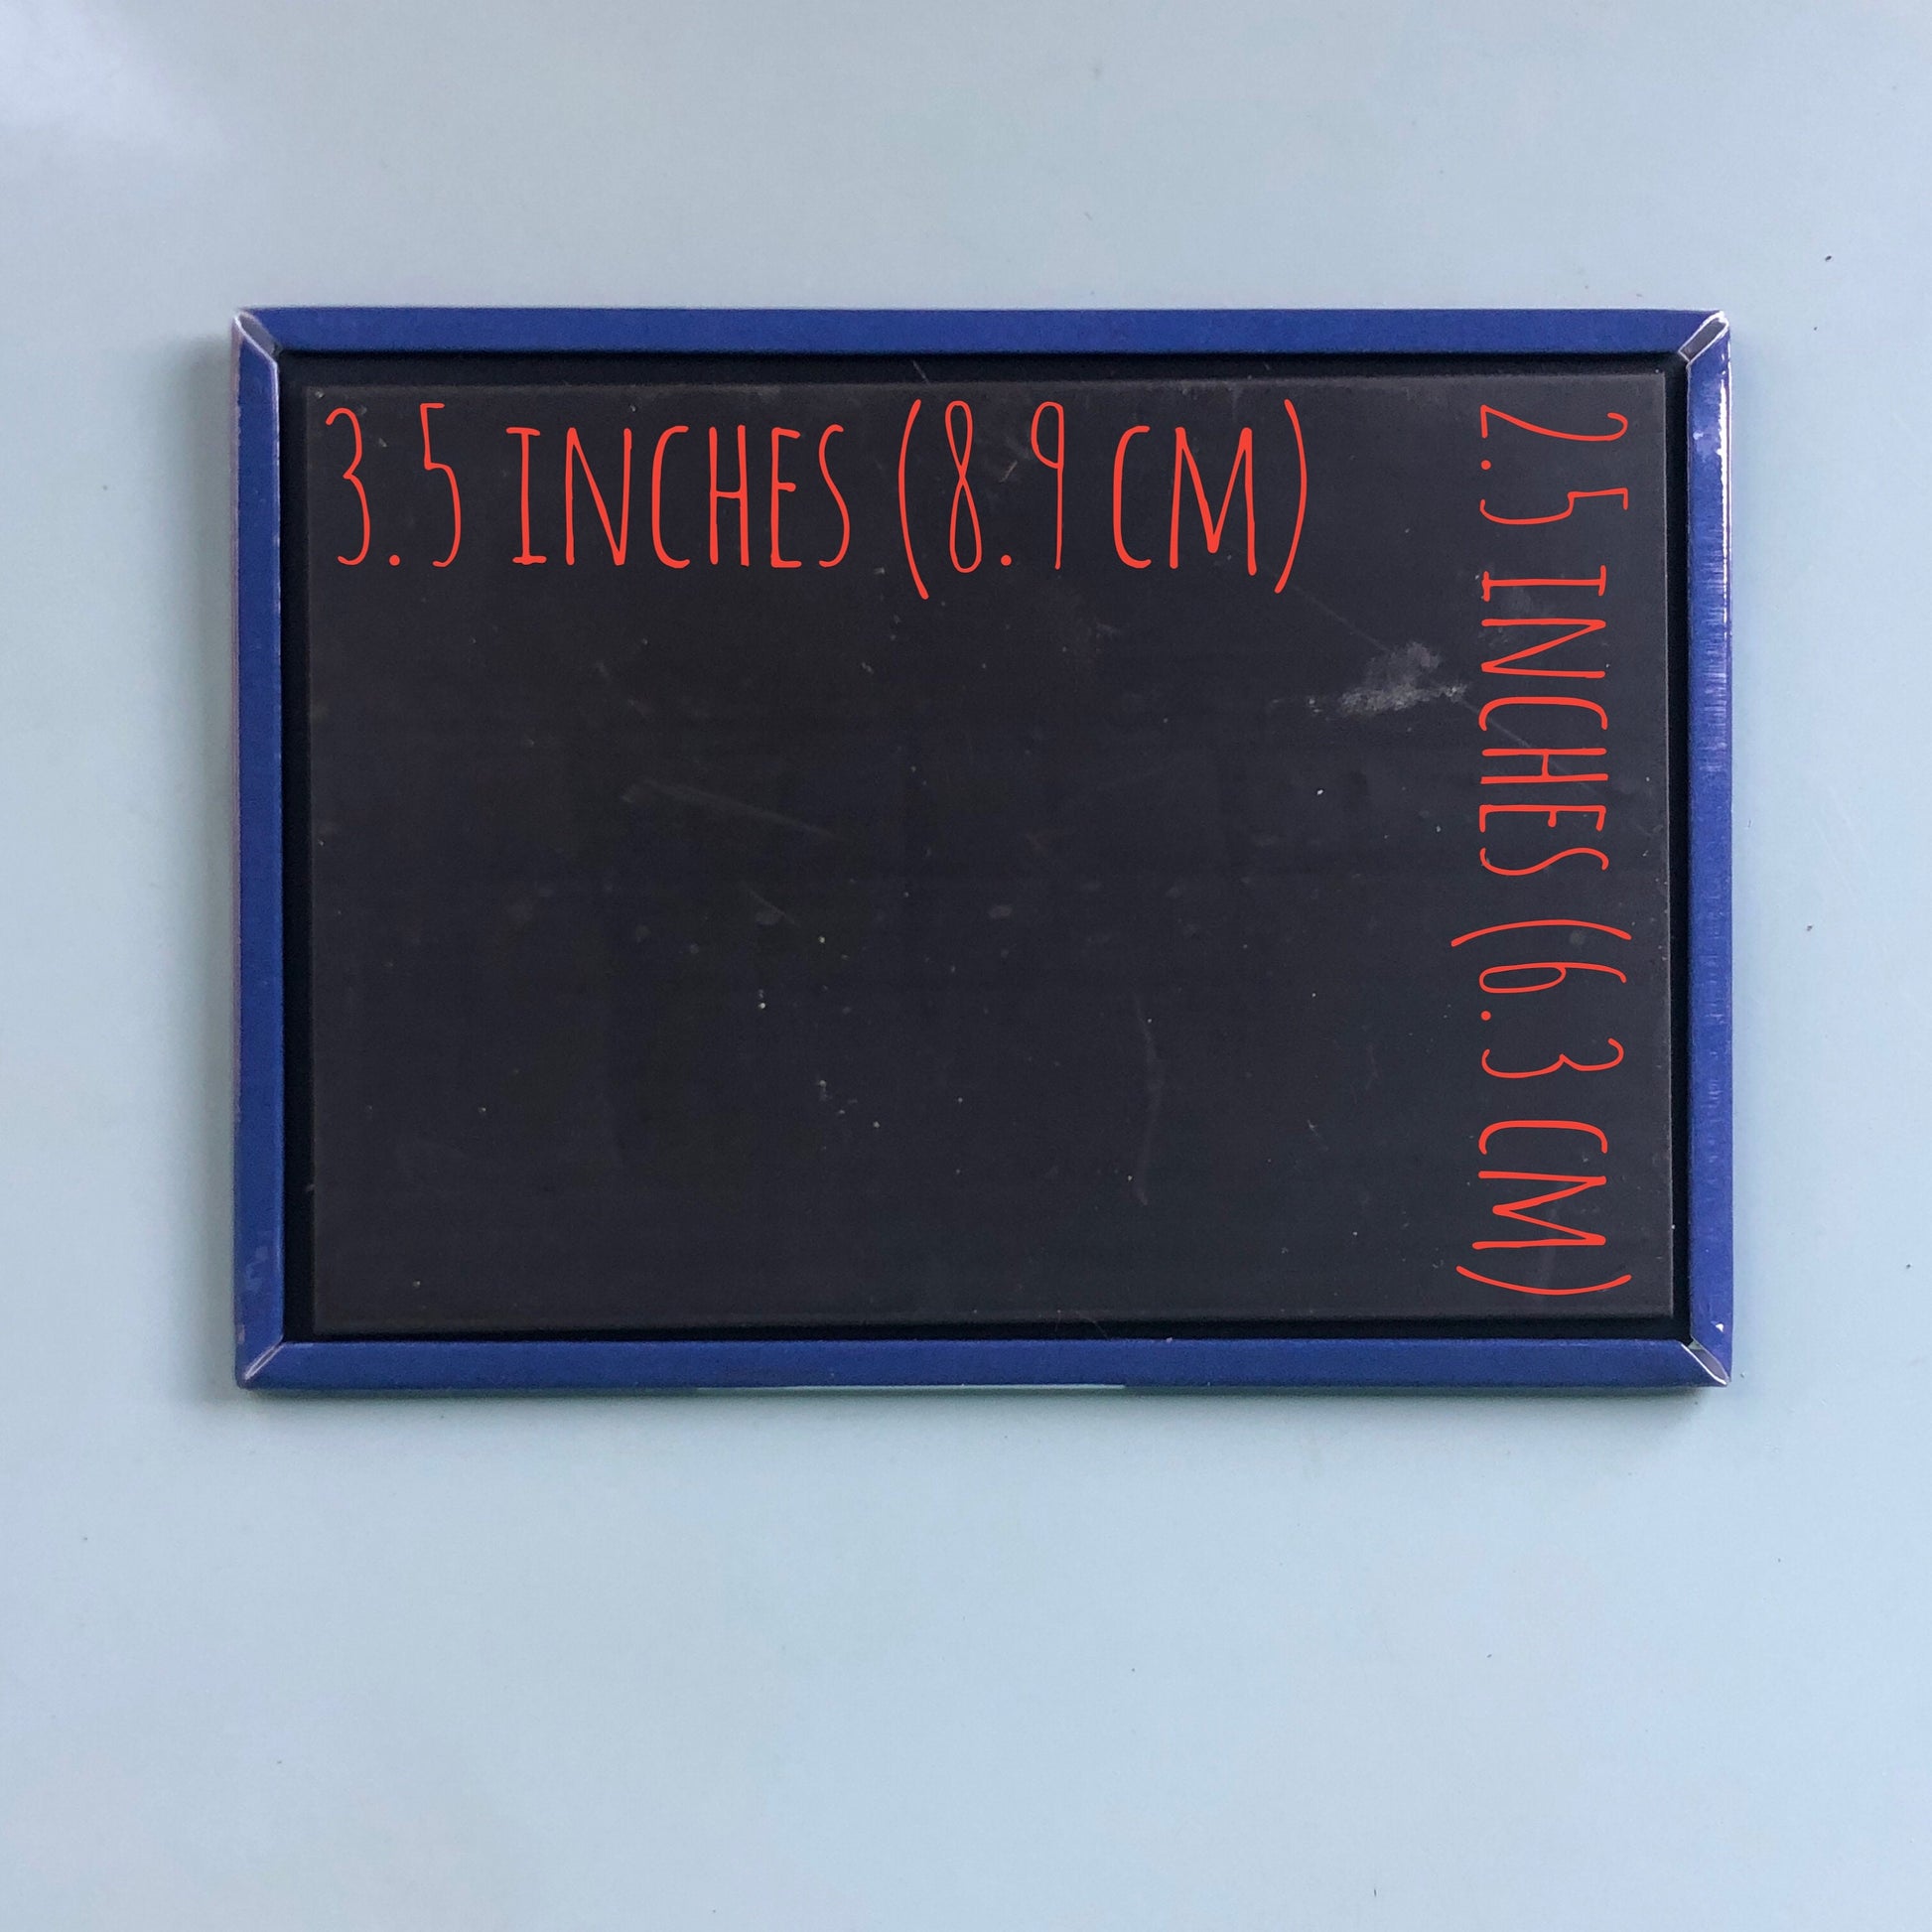 3.5 INCHES (8.9 CM)
2.5 INCHES (6.3 CM)